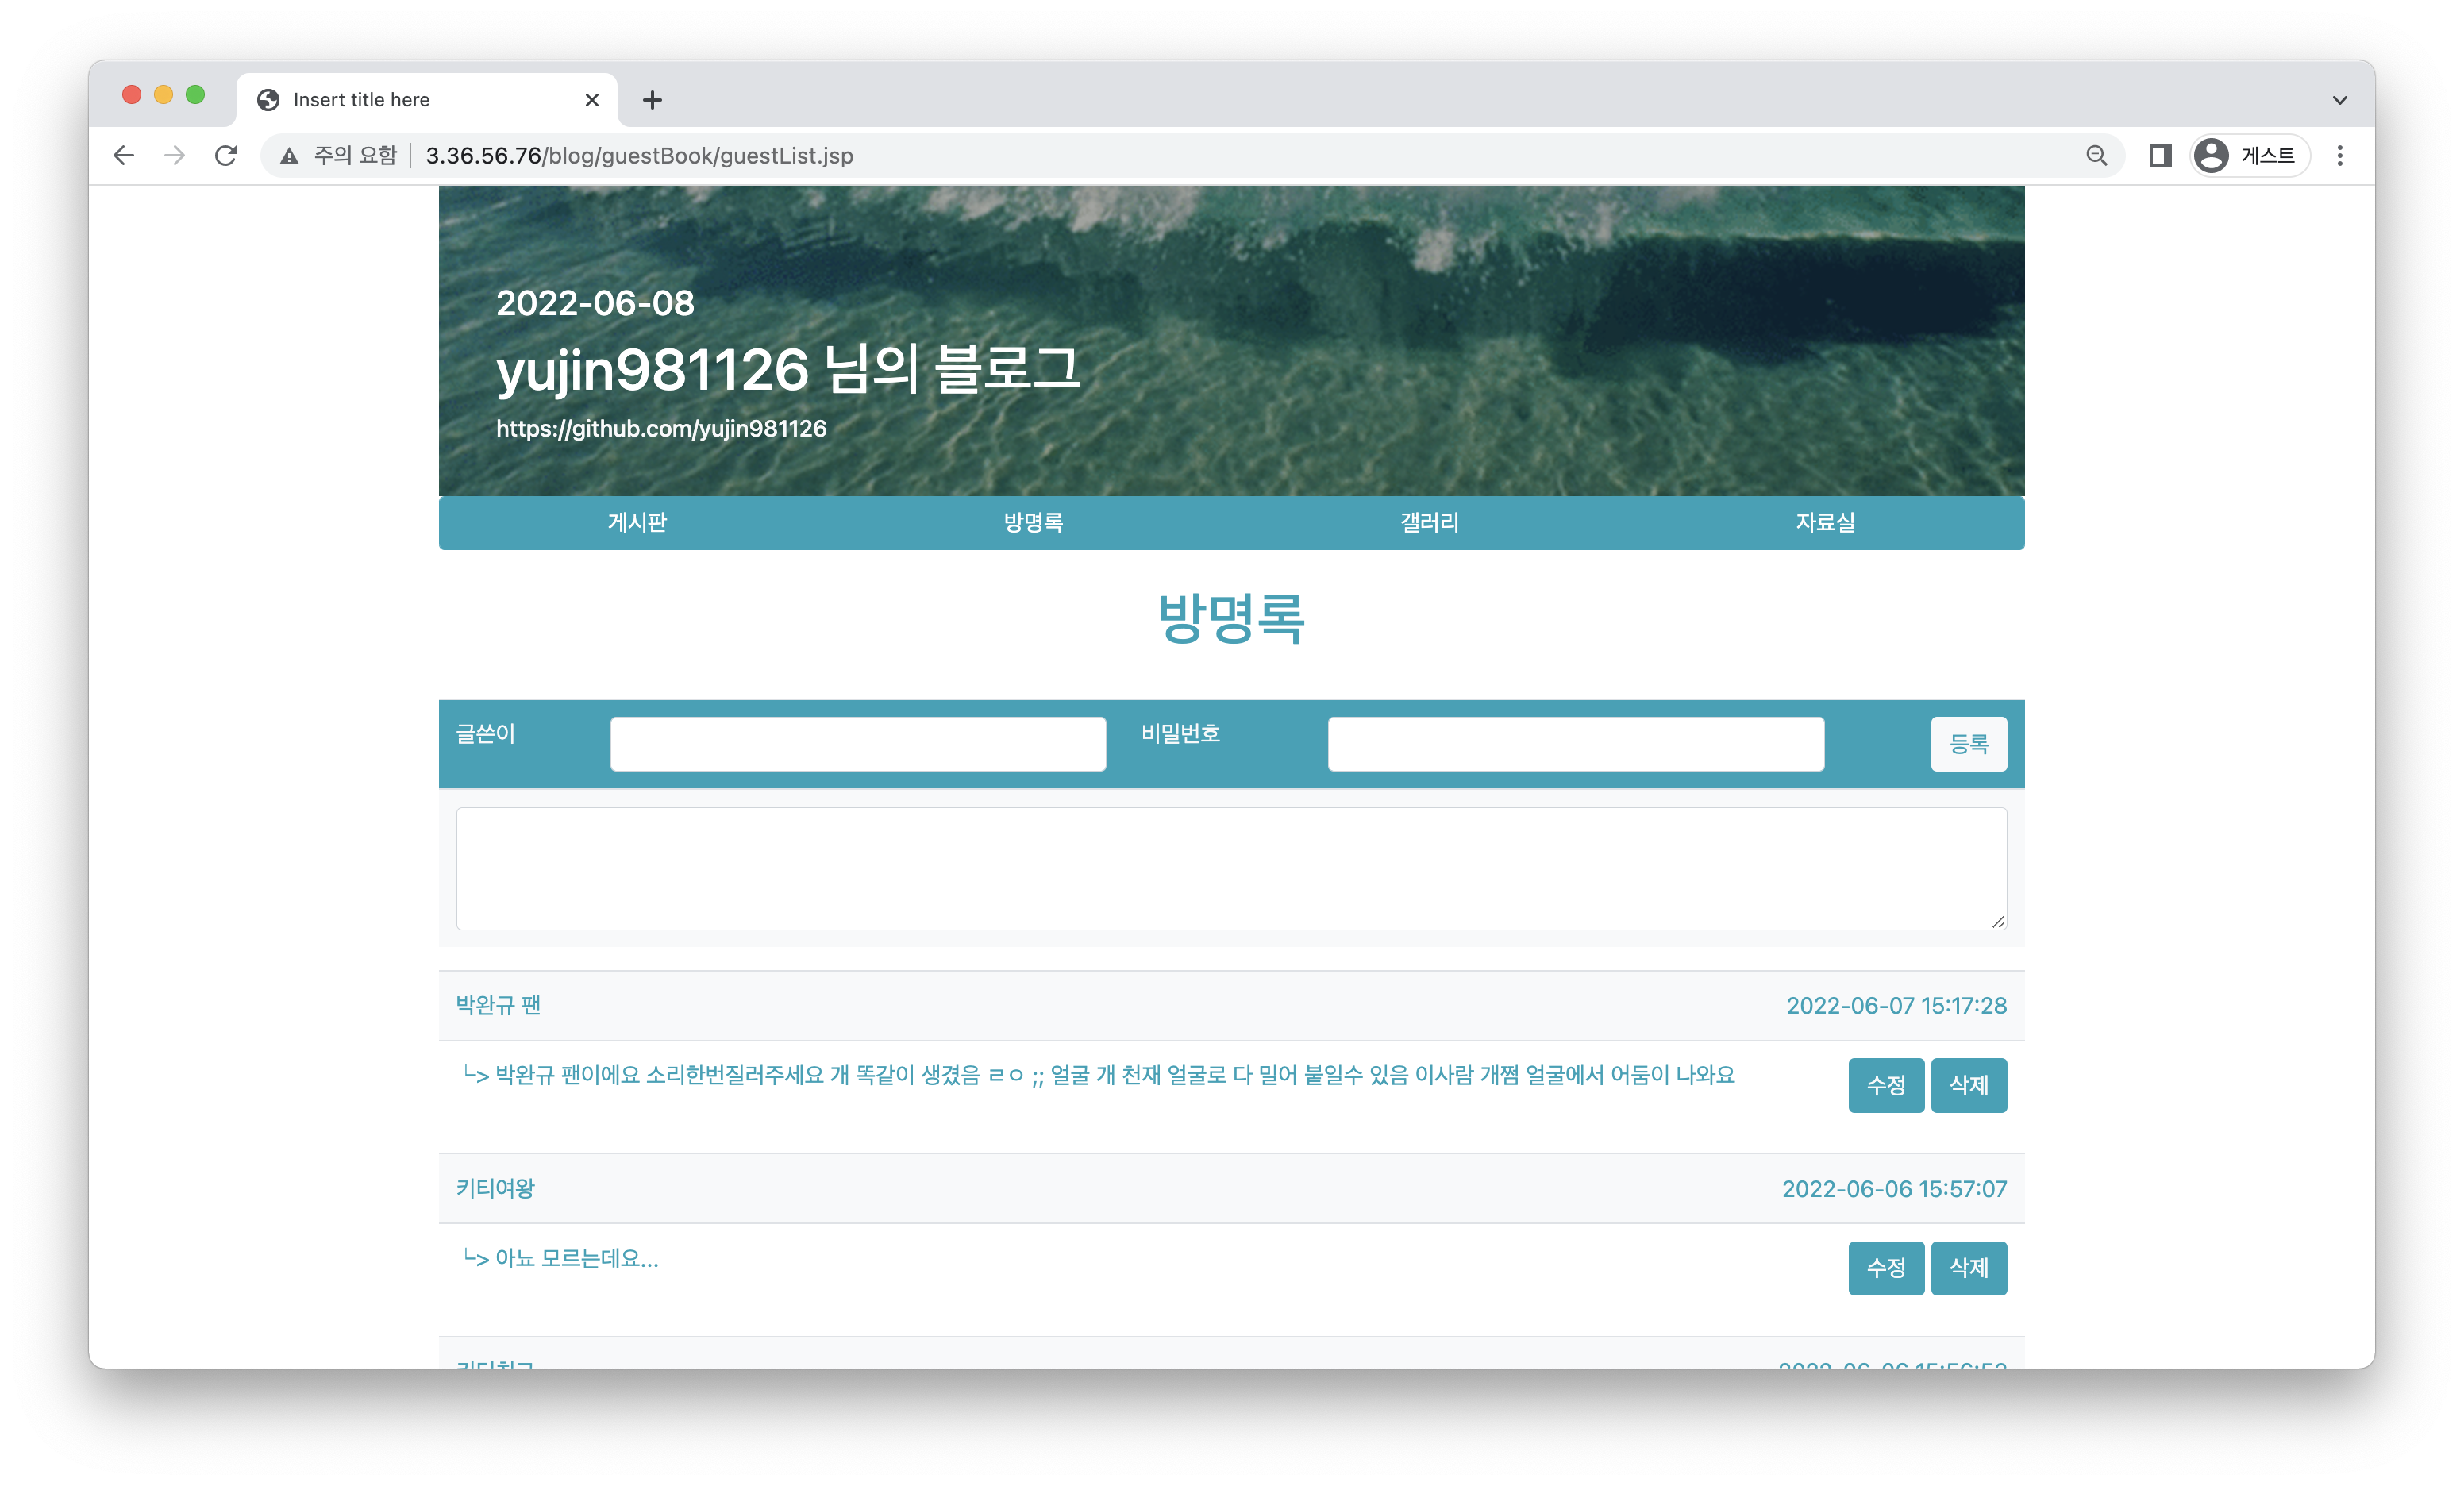 Insert title here
주의 요함 3.36.56.76/blog/guestBook/guestList.jsp 게스트
2022-06-08
yujin981126 님의 블로그
https://github.com/yujin981126
게시판 방명록 갤러리 자료실
방명록
글쓴이 비밀번호 등록
박완규 팬 2022-06-07 15:17:28
└> 박완규 팬이에요 소리한번질러주세요 개 똑같이 생겼음 ㄹㅇ ;; 얼굴 개 천재 얼굴로 다 밀어 붙일수 있음 이사람 개쩜 얼굴에서 어둠이 나와요 수정 삭제
키티여왕 2022-06-06 15:57:07
└> 아뇨 모르는데요... 수정 삭제